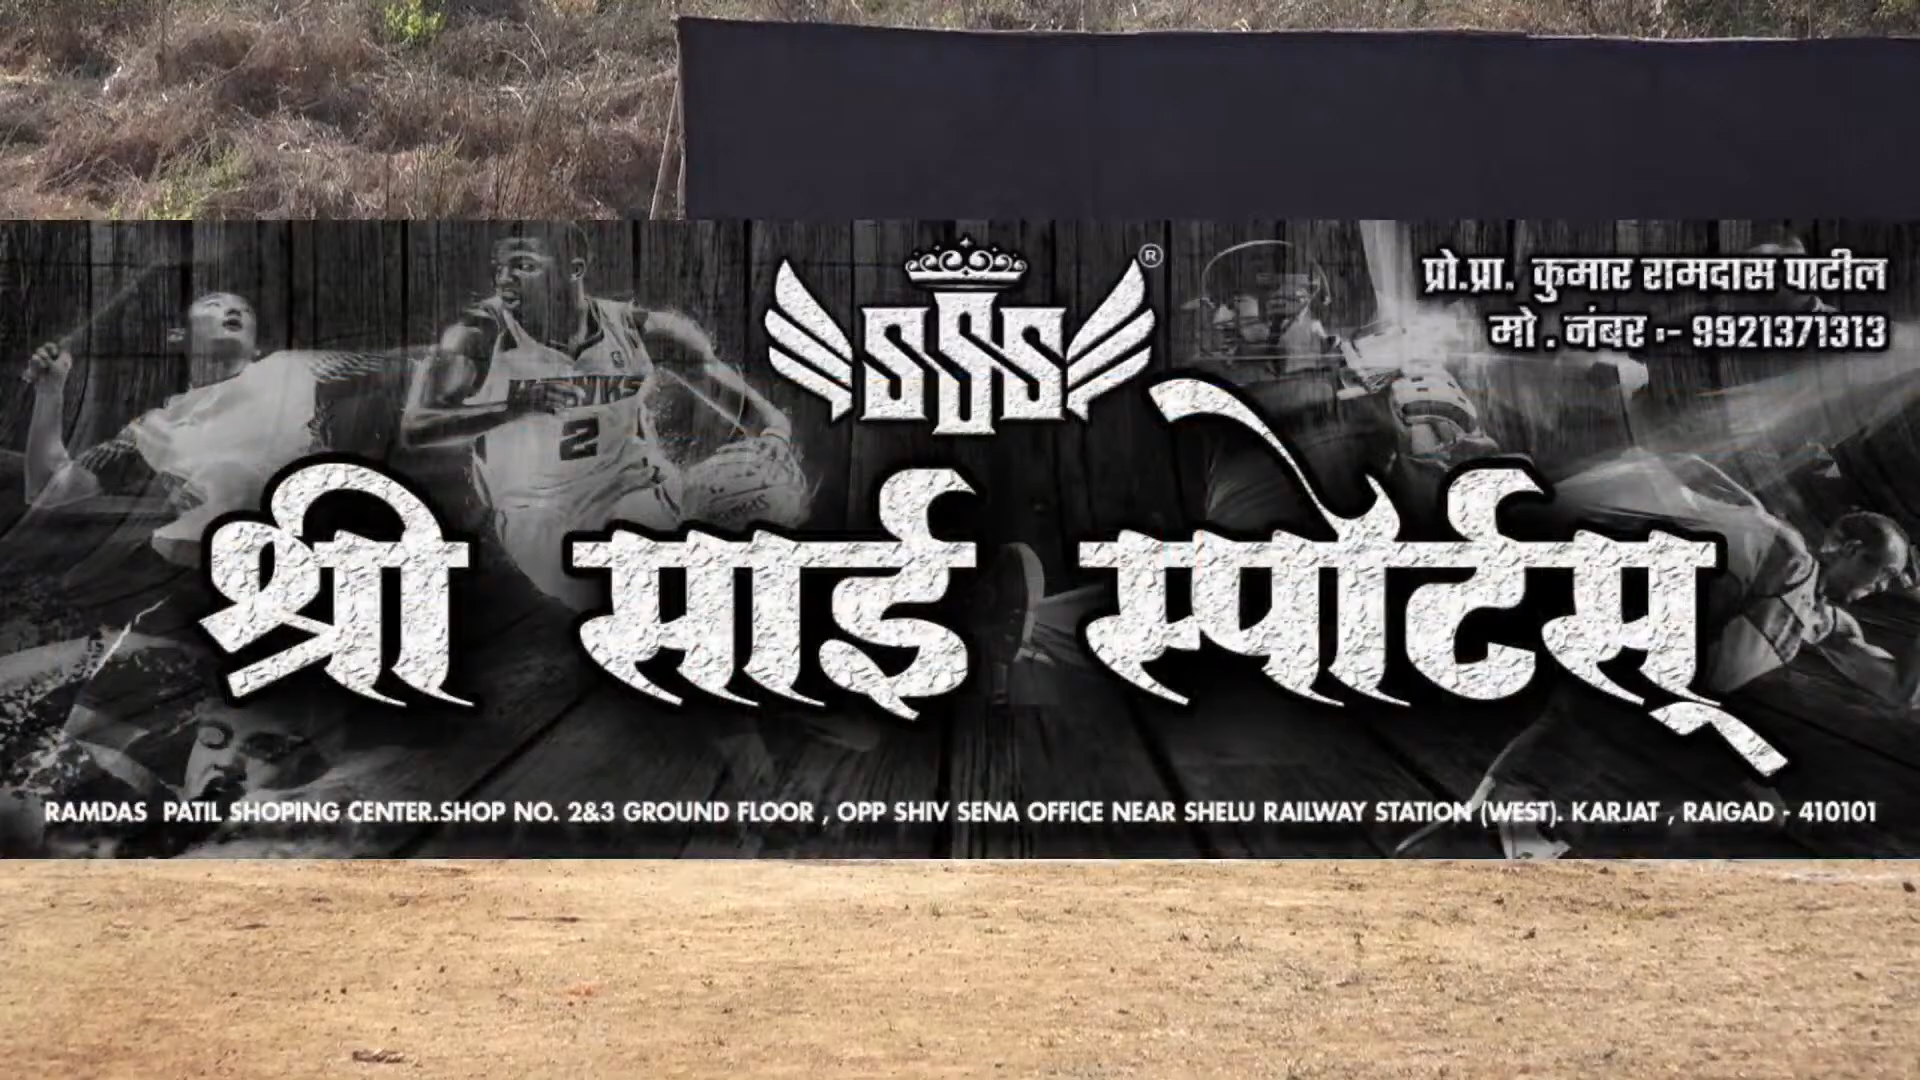 SSS ®
प्रो.प्रा. कुमार रामदास पाटील
मो . नंबर :- 9921371313
2
श्री साई स्पॉर्टस्
RAMDAS PATIL SHOPING CENTER.SHOP NO. 2&3 GROUND FLOOR , OPP SHIV SENA OFFICE NEAR SHELU RAILWAY STATION (WEST). KARJAT , RAIGAD - 410101